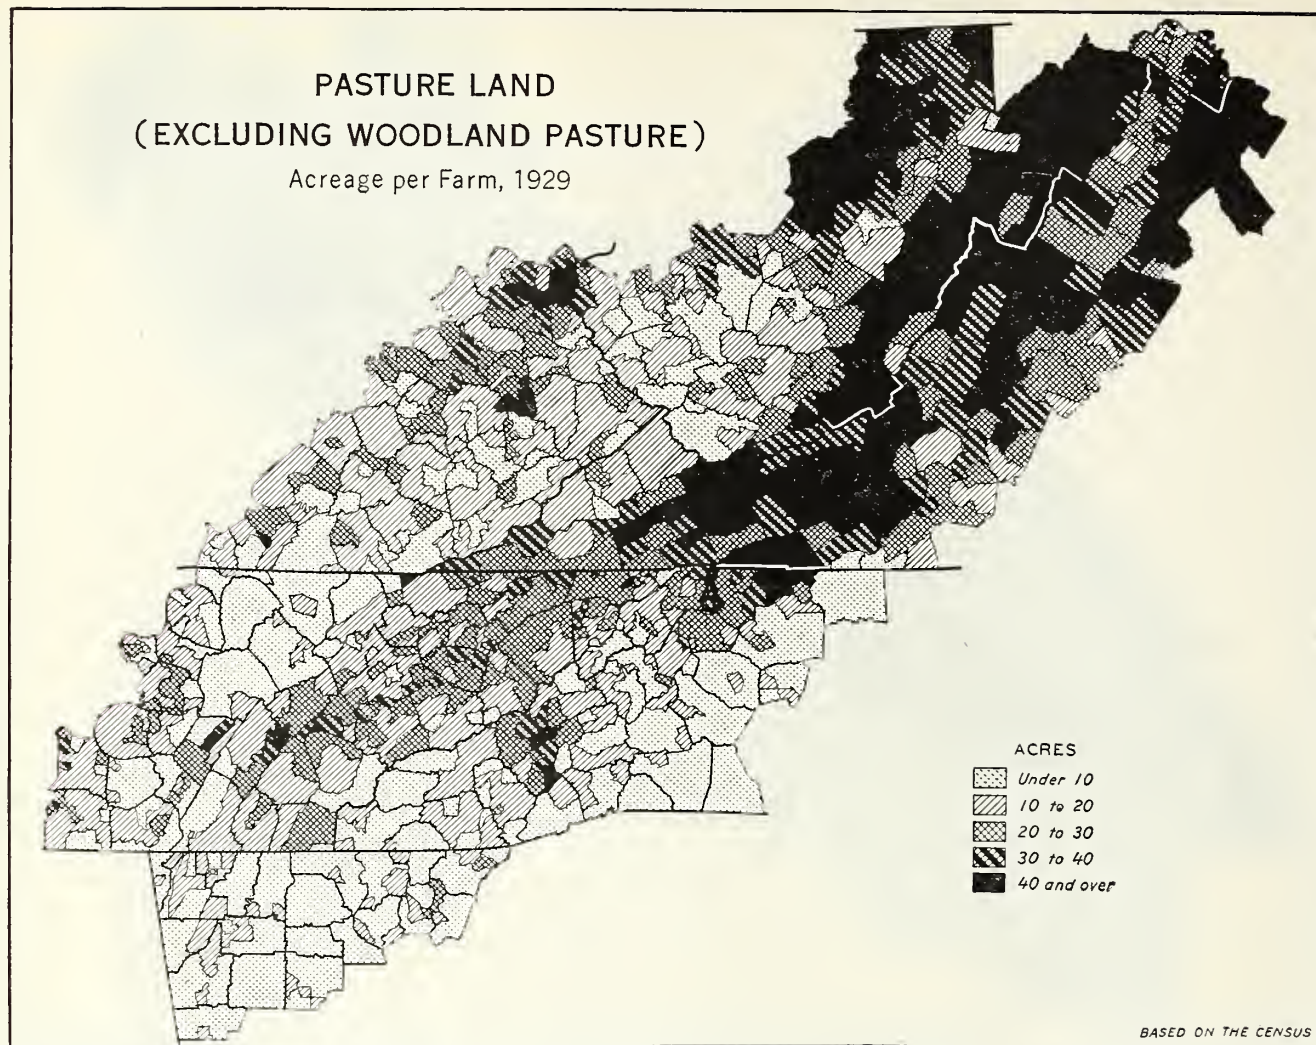 PASTURE LAND
(EXCLUDING WOODLAND PASTURE)
Acreage per Farm, 1929
ACRES
Under 10
10 to 20
20 to 30
30 to 40
40 and over
BASED ON THE CENSUS